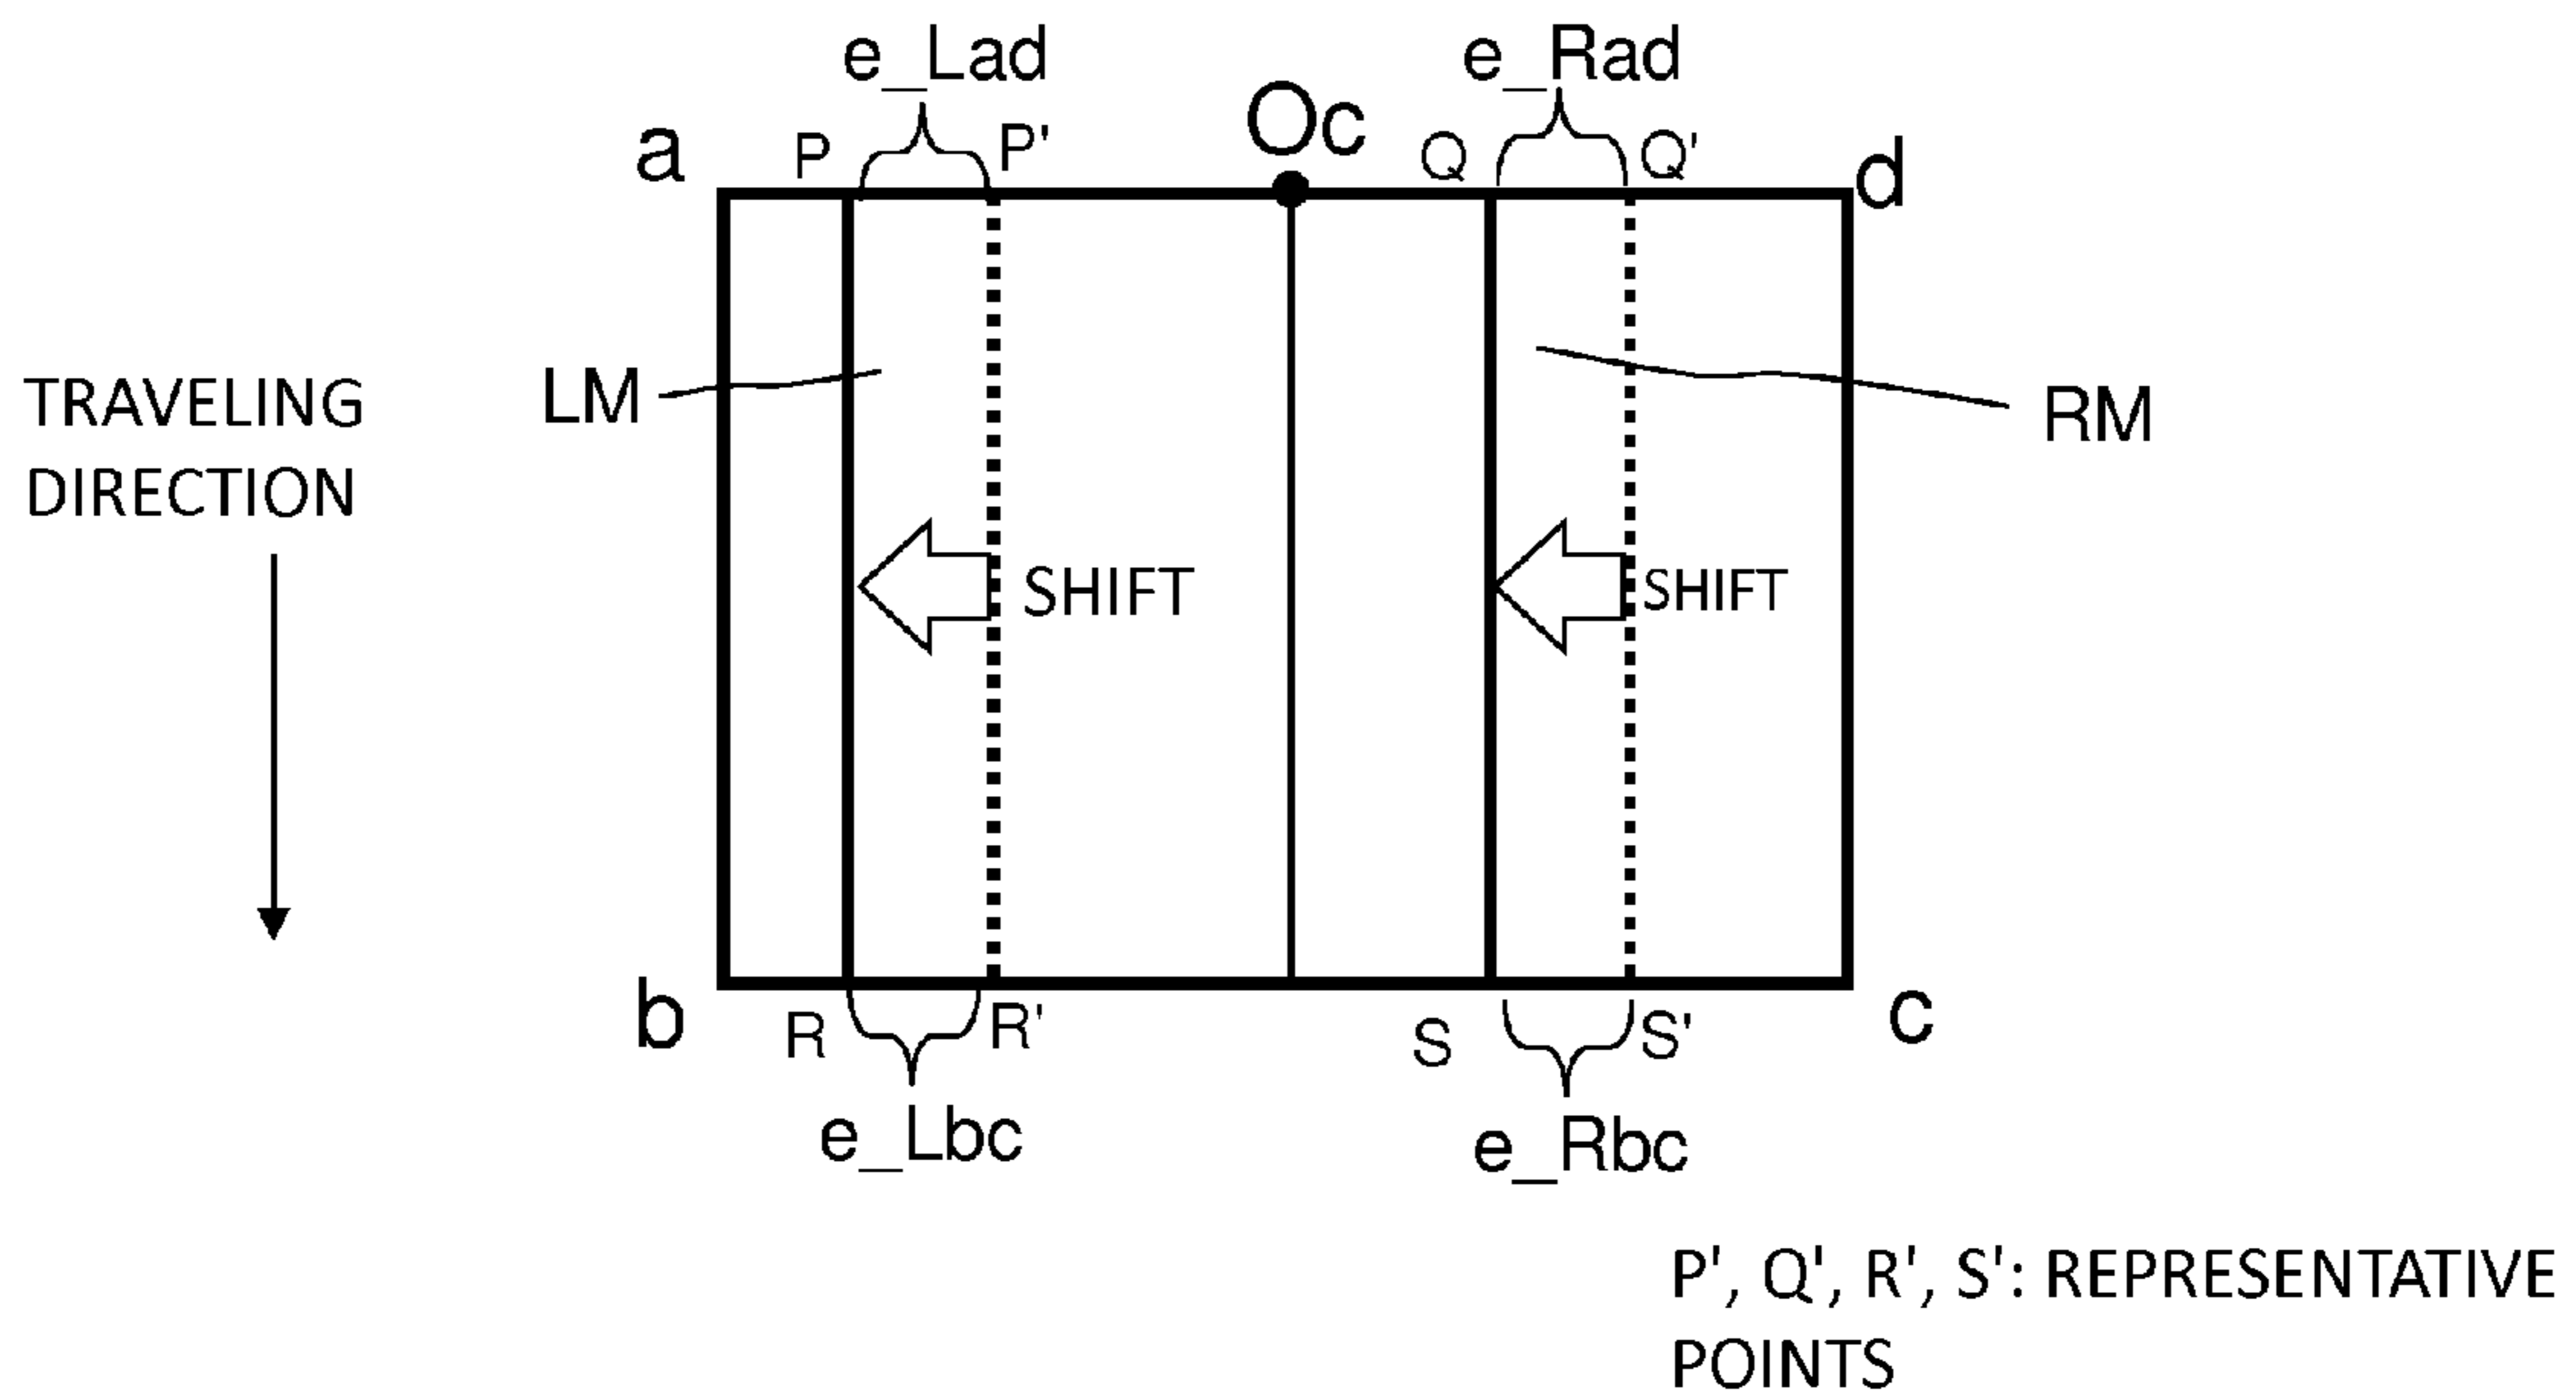 e_Lad
e_Rad
a
P
P'
Oc
Q
Q'
d
TRAVELING
DIRECTION
LM
RM
SHIFT
SHIFT
b
R
R'
S
S'
c
e_Lbc
e_Rbc
P', Q', R', S': REPRESENTATIVE
POINTS